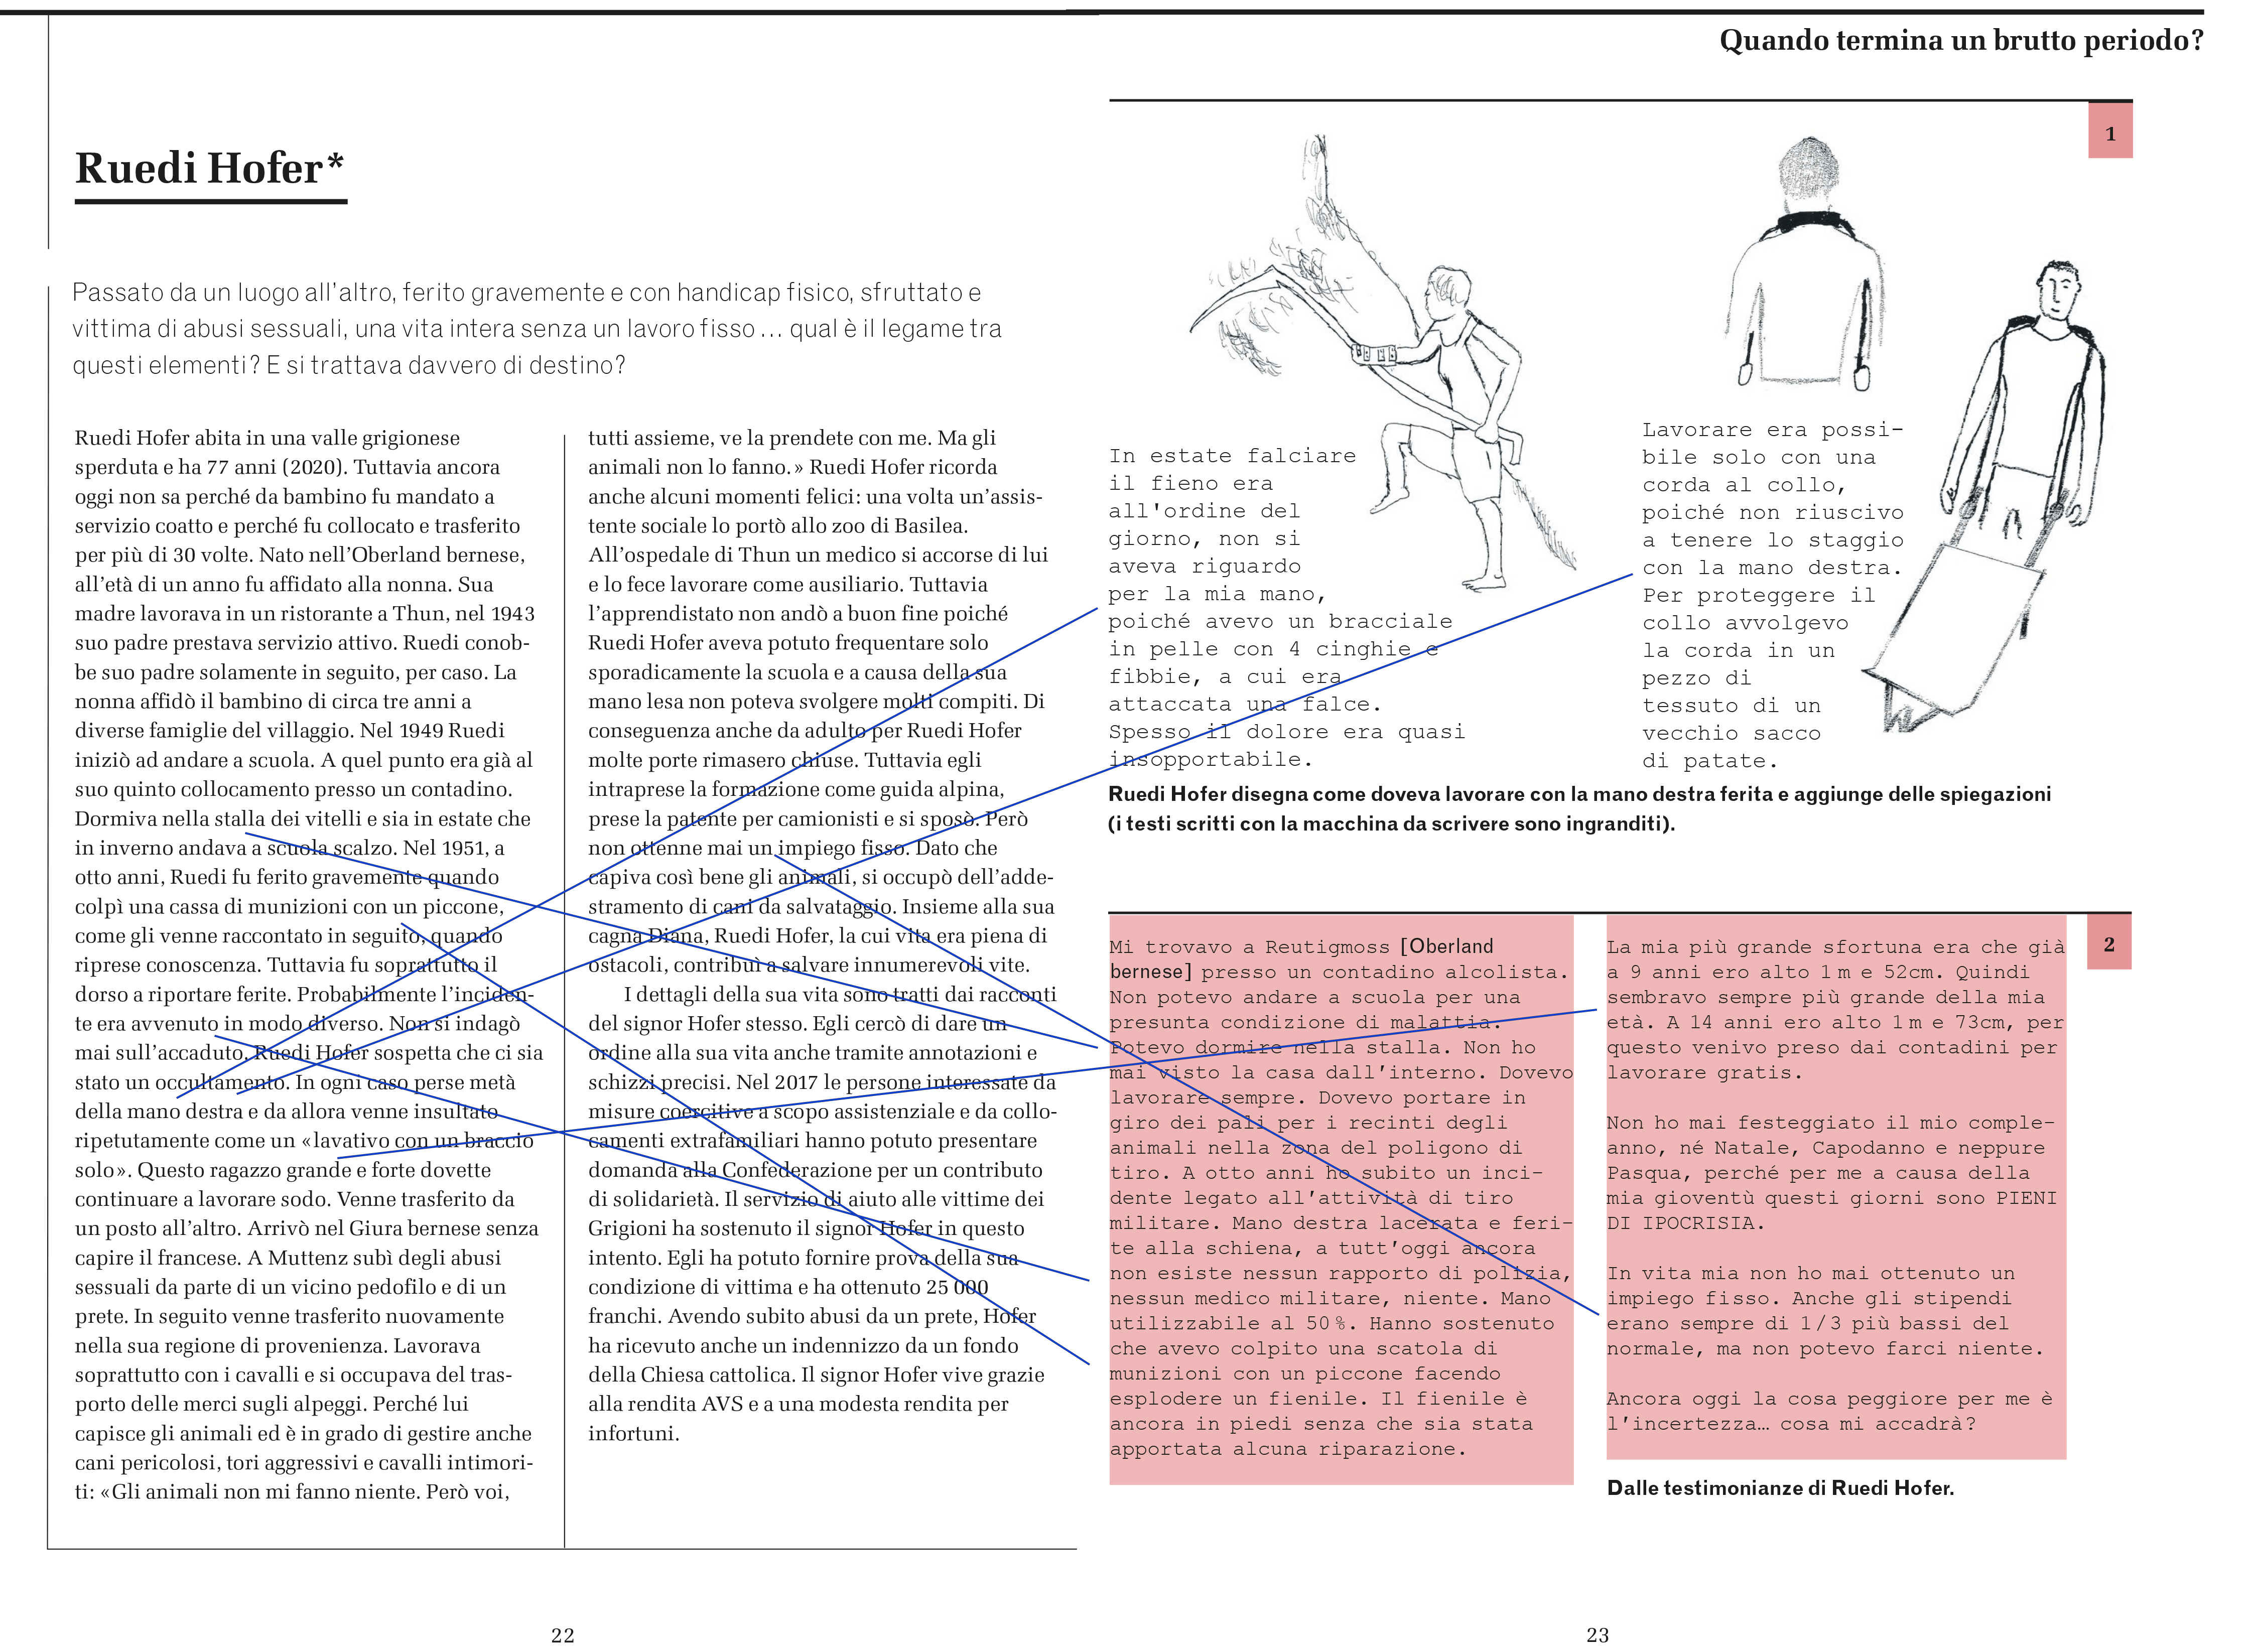 Quando termina un brutto periodo?
Ruedi Hofer*
Passato da un luogo all'altro, ferito gravemente e con handicap fisico, sfruttato e
vittima di abusi sessuali, una vita intera senza un lavoro fisso ... qual è il legame tra
questi elementi? E si trattava davvero di destino?
Ruedi Hofer abita in una valle grigionese
sperduta e ha 77 anni (2020). Tuttavia ancora
oggi non sa perché da bambino fu mandato a
servizio coatto e perché fu collocato e trasferito
per più di 30 volte. Nato nell'Oberland bernese,
all'età di un anno fu affidato alla nonna. Sua
madre lavorava in un ristorante a Thun, nel 1943
suo padre prestava servizio attivo. Ruedi conob-
be suo padre solamente in seguito, per caso. La
nonna affidò il bambino di circa tre anni a
diverse famiglie del villaggio. Nel 1949 Ruedi
iniziò ad andare a scuola. A quel punto era già al
suo quinto collocamento presso un contadino.
Dormiva nella stalla dei vitelli e sia in estate che
in inverno andava a scuola scalzo. Nel 1951, a
otto anni, Ruedi fu ferito gravemente quando
colpì una cassa di munizioni con un piccone,
come gli venne raccontato in seguito, quando
riprese conoscenza. Tuttavia fu soprattutto il
dorso a riportare ferite. Probabilmente l'inciden-
te era avvenuto in modo diverso. Non si indagò
mai sull'accaduto. Ruedi Hofer sospetta che ci sia
stato un occultamento. In ogni caso perse metà
della mano destra e da allora venne insultato
ripetutamente come un «lavativo con un braccio
solo». Questo ragazzo grande e forte dovette
continuare a lavorare sodo. Venne trasferito da
un posto all'altro. Arrivò nel Giura bernese senza
capire il francese. A Muttenz subì degli abusi
sessuali da parte di un vicino pedofilo e di un
prete. In seguito venne trasferito nuovamente
nella sua regione di provenienza. Lavorava
soprattutto con i cavalli e si occupava del tras-
porto delle merci sugli alpeggi. Perché lui
capisce gli animali ed è in grado di gestire anche
cani pericolosi, tori aggressivi e cavalli intimori-
ti: «Gli animali non mi fanno niente. Però voi,
tutti assieme, ve la prendete con me. Ma gli
animali non lo fanno.» Ruedi Hofer ricorda
anche alcuni momenti felici: una volta un'assis-
tente sociale lo portò allo zoo di Basilea.
All'ospedale di Thun un medico si accorse di lui
e lo fece lavorare come ausiliario. Tuttavia
l'apprendistato non andò a buon fine poiché
Ruedi Hofer aveva potuto frequentare solo
sporadicamente la scuola e a causa della sua
mano lesa non poteva svolgere molti compiti. Di
conseguenza anche da adulto per Ruedi Hofer
molte porte rimasero chiuse. Tuttavia egli
intraprese la formazione come guida alpina,
prese la patente per camionisti e si sposò. Però
non ottenne mai un impiego fisso. Dato che
capiva così bene gli animali, si occupò dell'adde-
stramento di cani da salvataggio. Insieme alla sua
cagna Diana, Ruedi Hofer, la cui vita era piena di
ostacoli, contribuì a salvare innumerevoli vite.
I dettagli della sua vita sono tratti dai racconti
del signor Hofer stesso. Egli cercò di dare un
ordine alla sua vita anche tramite annotazioni e
schizzi precisi. Nel 2017 le persone interessate da
misure coercitive a scopo assistenziale e da collo-
camenti extrafamiliari hanno potuto presentare
domanda alla Confederazione per un contributo
di solidarietà. Il servizio di aiuto alle vittime dei
Grigioni ha sostenuto il signor Hofer in questo
intento. Egli ha potuto fornire prova della sua
condizione di vittima e ha ottenuto 25 000
franchi. Avendo subito abusi da un prete, Hofer
ha ricevuto anche un indennizzo da un fondo
della Chiesa cattolica. Il signor Hofer vive grazie
alla rendita AVS e a una modesta rendita per
infortuni.
22
1
In estate falciare
il fieno era
all'ordine del
giorno, non si
aveva riguardo
per la mia mano,
poiché avevo un bracciale
in pelle con 4 cinghie e
fibbie, a cui era
attaccata una falce.
Spesso il dolore era quasi
insopportabile.
Lavorare era possi-
bile solo con una
corda al collo,
poiché non riuscivo
a tenere lo staggio
con la mano destra.
Per proteggere il
collo avvolgevo
la corda in un
pezzo di
tessuto di un
vecchio sacco
di patate.
Ruedi Hofer disegna come doveva lavorare con la mano destra ferita e aggiunge delle spiegazioni
(i testi scritti con la macchina da scrivere sono ingranditi).
2
Mi trovavo a Reutigmoss [Oberland
bernese] presso un contadino alcolista.
Non potevo andare a scuola per una
presunta condizione di malattia.
Potevo dormire nella stalla. Non ho
mai visto la casa dall'interno. Dovevo
lavorare sempre. Dovevo portare in
giro dei pali per i recinti degli
animali nella zona del poligono di
tiro. A otto anni ho subito un inci-
dente legato all'attività di tiro
militare. Mano destra lacerata e feri-
te alla schiena, a tutt'oggi ancora
non esiste nessun rapporto di polizia,
nessun medico militare, niente. Mano
utilizzabile al 50%. Hanno sostenuto
che avevo colpito una scatola di
munizioni con un piccone facendo
esplodere un fienile. Il fienile è
ancora in piedi senza che sia stata
apportata alcuna riparazione.
La mia più grande sfortuna era che già
a 9 anni ero alto 1m e 52cm. Quindi
sembravo sempre più grande della mia
età. A 14 anni ero alto 1m e 73cm, per
questo venivo preso dai contadini per
lavorare gratis.
Non ho mai festeggiato il mio comple-
anno, né Natale, Capodanno e neppure
Pasqua, perché per me a causa della
mia gioventù questi giorni sono PIENI
DI IPOCRISIA.
In vita mia non ho mai ottenuto un
impiego fisso. Anche gli stipendi
erano sempre di 1/3 più bassi del
normale, ma non potevo farci niente.
Ancora oggi la cosa peggiore per me è
l'incertezza… cosa mi accadrà?
Dalle testimonianze di Ruedi Hofer.
23